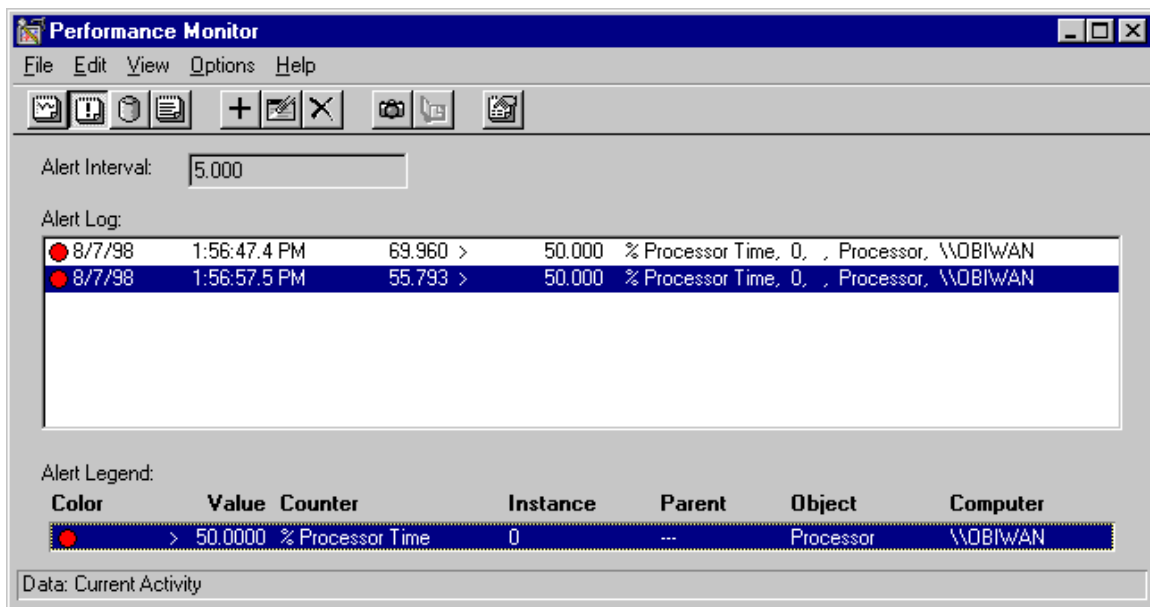 Performance Monitor
File Edit View Options Help
Alert Interval: 5.000
Alert Log:
8/7/98 1:56:47.4 PM 69.960 > 50.000 % Processor Time, 0, , Processor, \\OBIWAN
8/7/98 1:56:57.5 PM 55.793 > 50.000 % Processor Time, 0, , Processor, \\OBIWAN
Alert Legend:
Color Value Counter Instance Parent Object Computer
> 50.0000 % Processor Time 0 --- Processor \\OBIWAN
Data: Current Activity